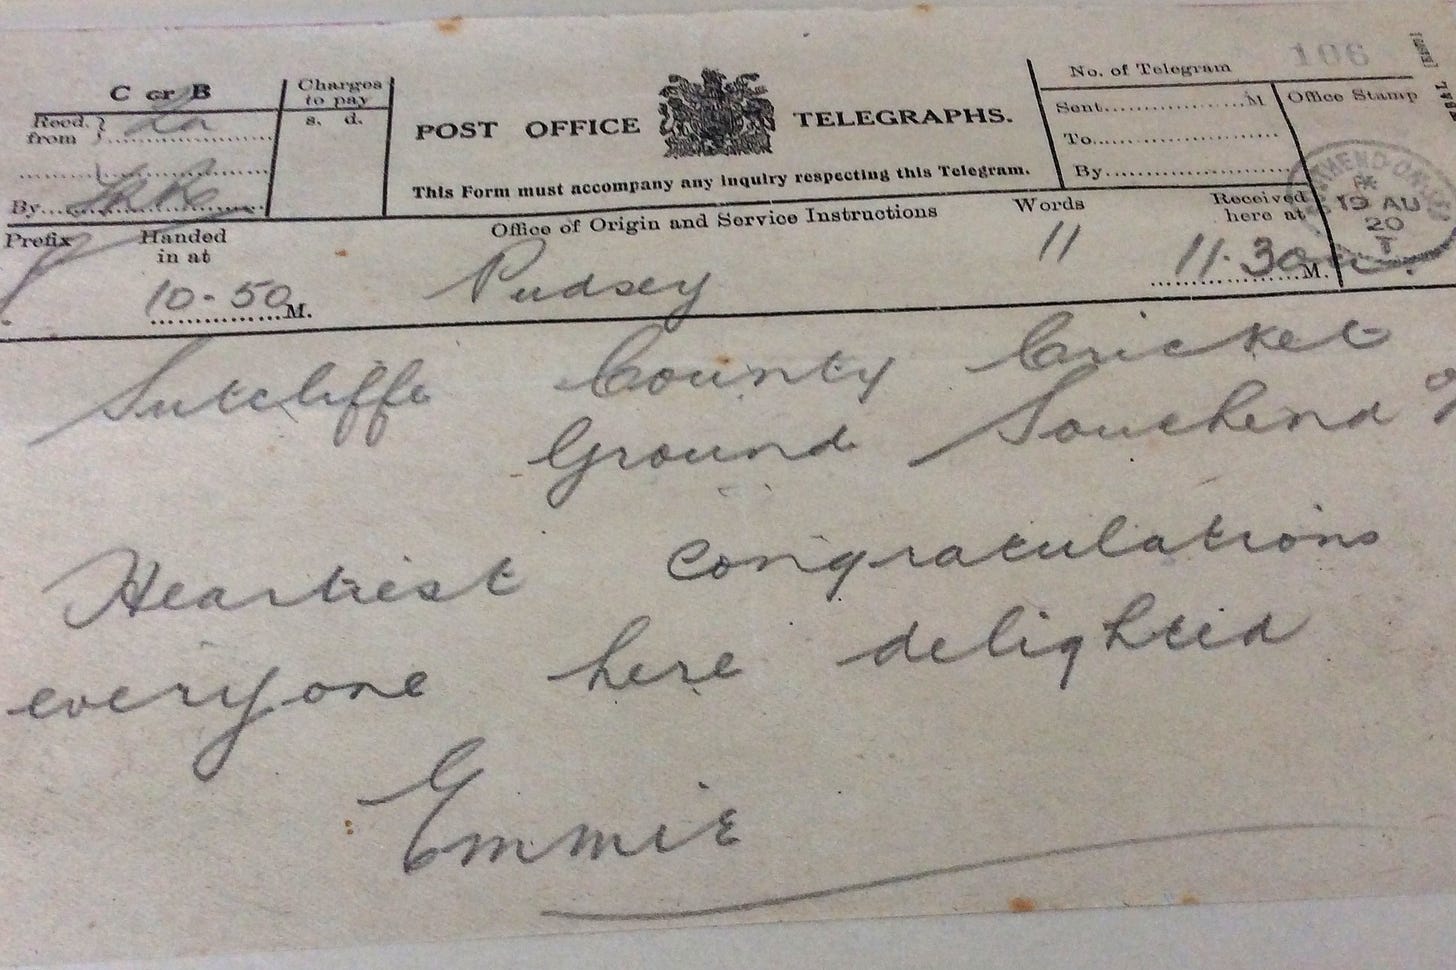 106
C or B
Charges to pay
s. d.
Recd. from
By
POST OFFICE TELEGRAPHS.
This Form must accompany any inquiry respecting this Telegram.
No. of Telegram
Sent M
To
By
Office Stamp
19 AU
20
T
Prefix
Handed in at
10-50 M.
Office of Origin and Service Instructions
Pudsey
Words
11
Received here at
11.30 M.
Sutcliffe County Cricket
Ground Southend
Heartiest congratulations
everyone here delighted
Emmie